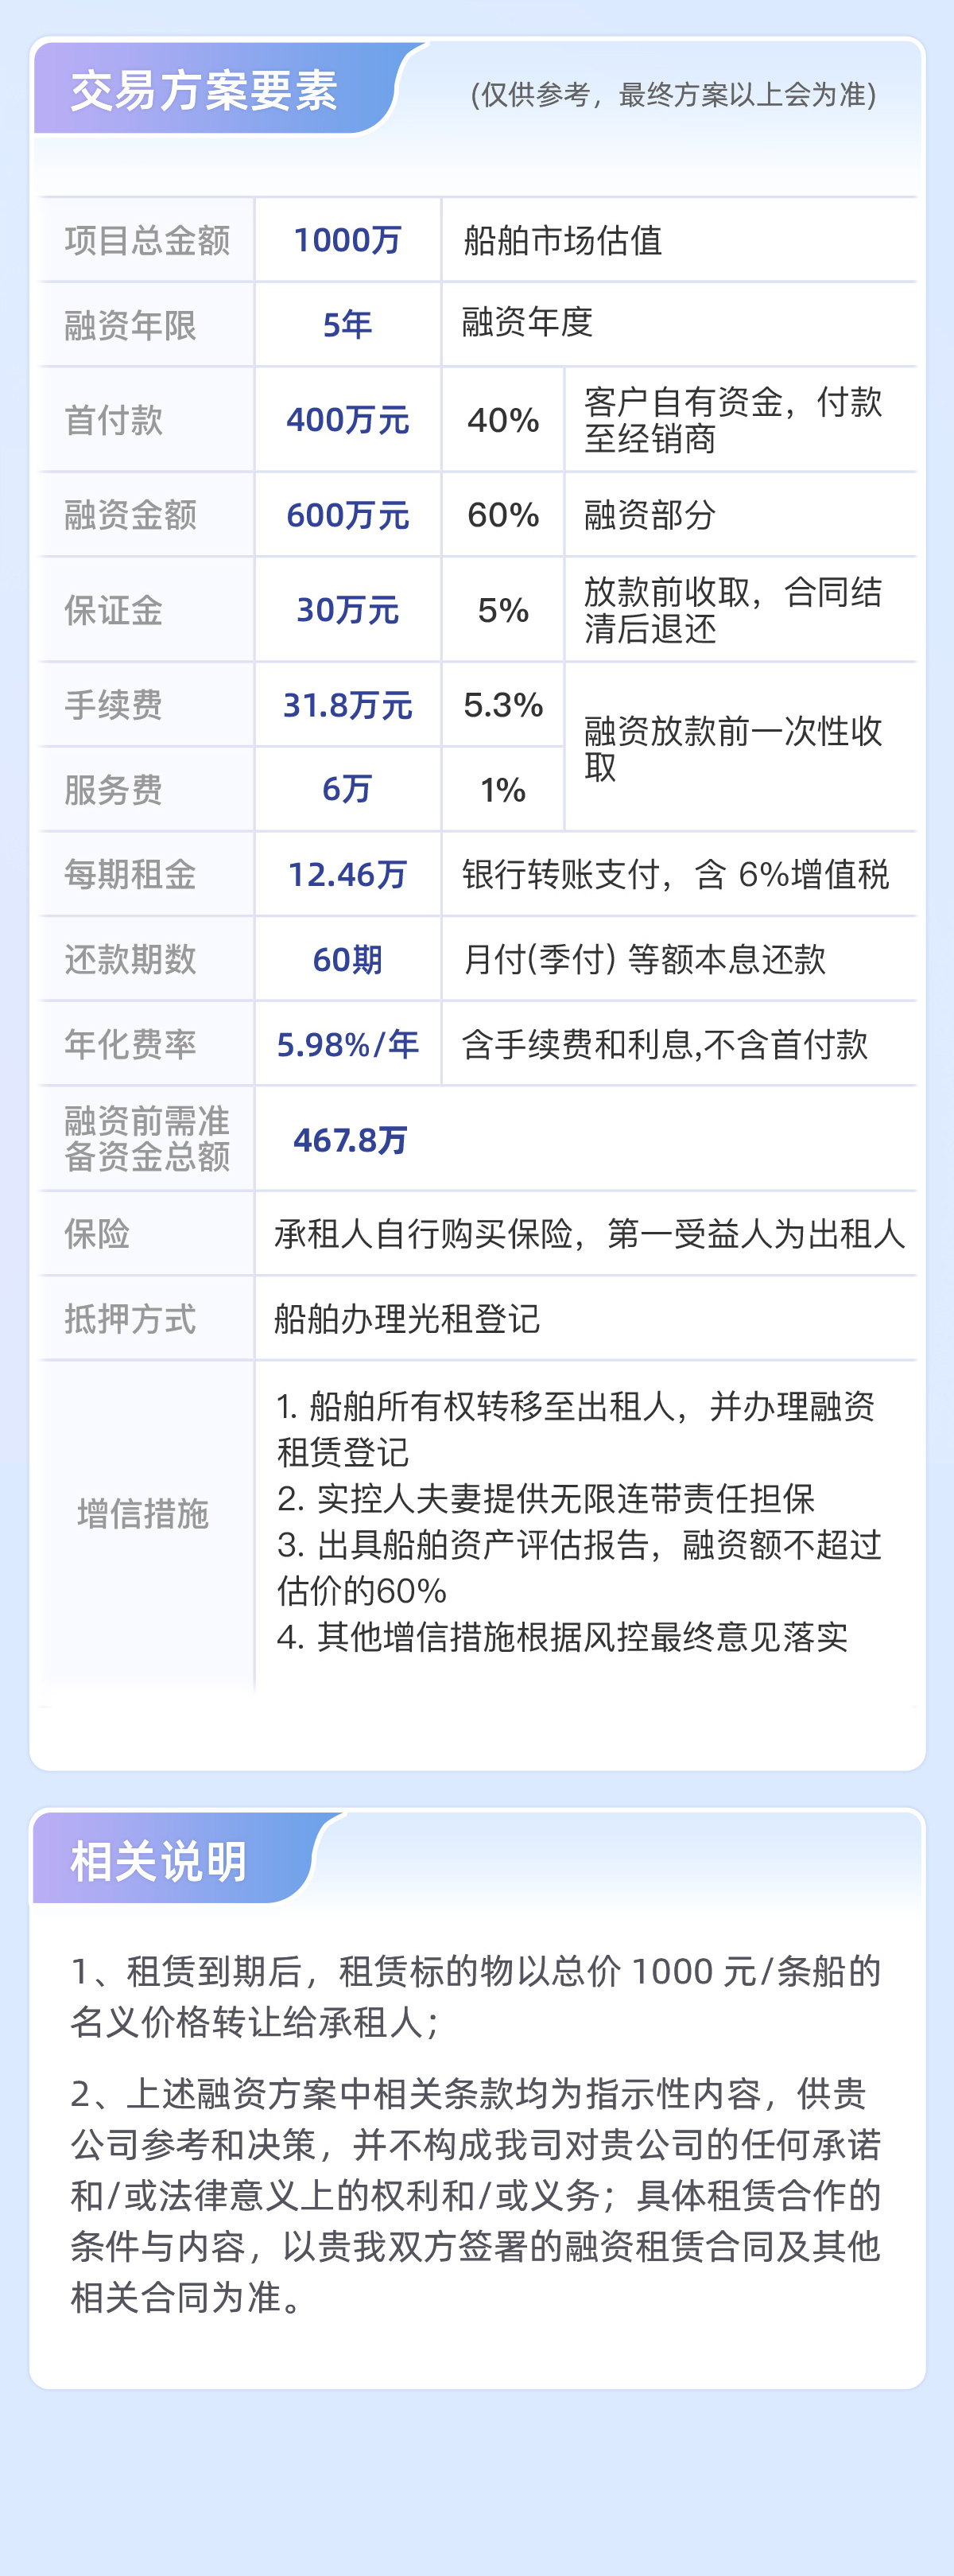 交易方案要素
(仅供参考，最终方案以上会为准)
项目总金额 1000万 船舶市场估值
融资年限 5年 融资年度
首付款 400万元 40% 客户自有资金，付款
至经销商
融资金额 600万元 60% 融资部分
保证金 30万元 5% 放款前收取，合同结
清后退还
手续费 31.8万元 5.3%
融资放款前一次性收
取
服务费 6万 1%
每期租金 12.46万 银行转账支付，含 6%增值税
还款期数 60期 月付(季付) 等额本息还款
年化费率 5.98%/年 含手续费和利息,不含首付款
融资前需准
备资金总额
467.8万
保险 承租人自行购买保险，第一受益人为出租人
抵押方式 船舶办理光租登记
增信措施
1. 船舶所有权转移至出租人，并办理融资
租赁登记
2. 实控人夫妻提供无限连带责任担保
3. 出具船舶资产评估报告，融资额不超过
估价的60%
4. 其他增信措施根据风控最终意见落实
相关说明
1、租赁到期后，租赁标的物以总价 1000 元/条船的
名义价格转让给承租人；
2、上述融资方案中相关条款均为指示性内容，供贵
公司参考和决策，并不构成我司对贵公司的任何承诺
和/或法律意义上的权利和/或义务；具体租赁合作的
条件与内容，以贵我双方签署的融资租赁合同及其他
相关合同为准。